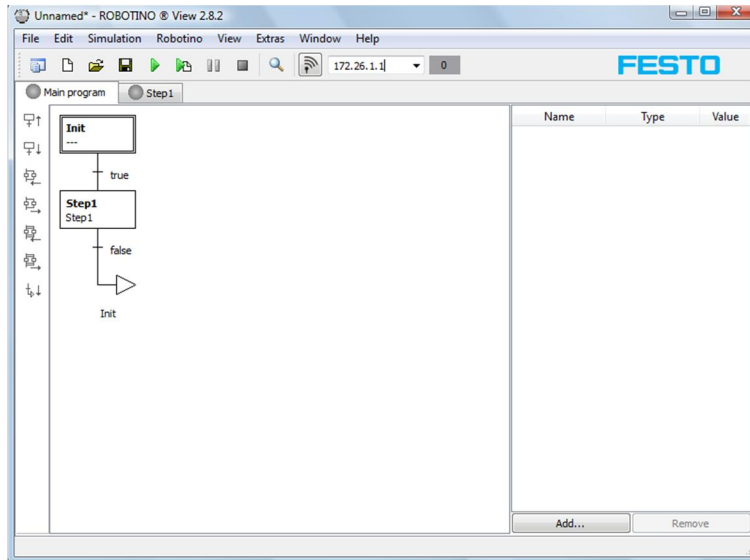 Unnamed* - ROBOTINO ® View 2.8.2
File Edit Simulation Robotino View Extras Window Help
172.26.1.1 0 FESTO
Main program Step1
Name Type Value
Init
---
true
Step1
Step1
false
Init
Add... Remove